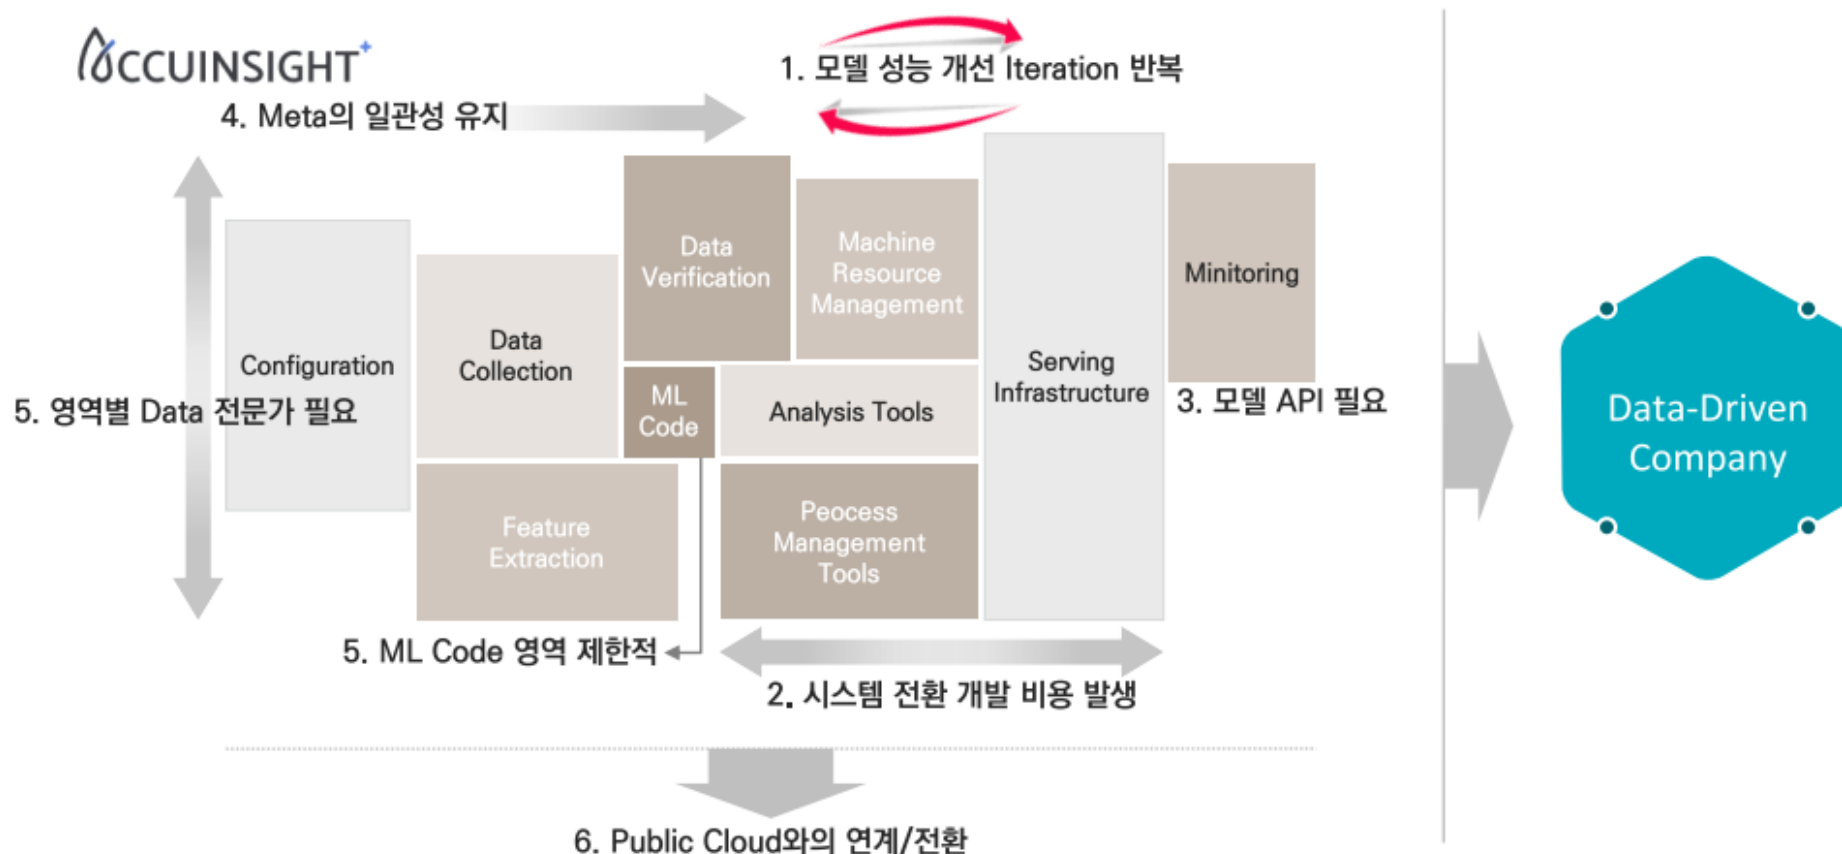 ACCUINSIGHT+
1. 모델 성능 개선 Iteration 반복
4. Meta의 일관성 유지
Data
Verification
Machine
Resource
Management
Minitoring
Configuration
Data
Collection
ML
Code
Analysis Tools
Serving
Infrastructure
3. 모델 API 필요
5. 영역별 Data 전문가 필요
Feature
Extraction
Peocess
Management
Tools
5. ML Code 영역 제한적
2. 시스템 전환 개발 비용 발생
6. Public Cloud와의 연계/전환
Data-Driven
Company